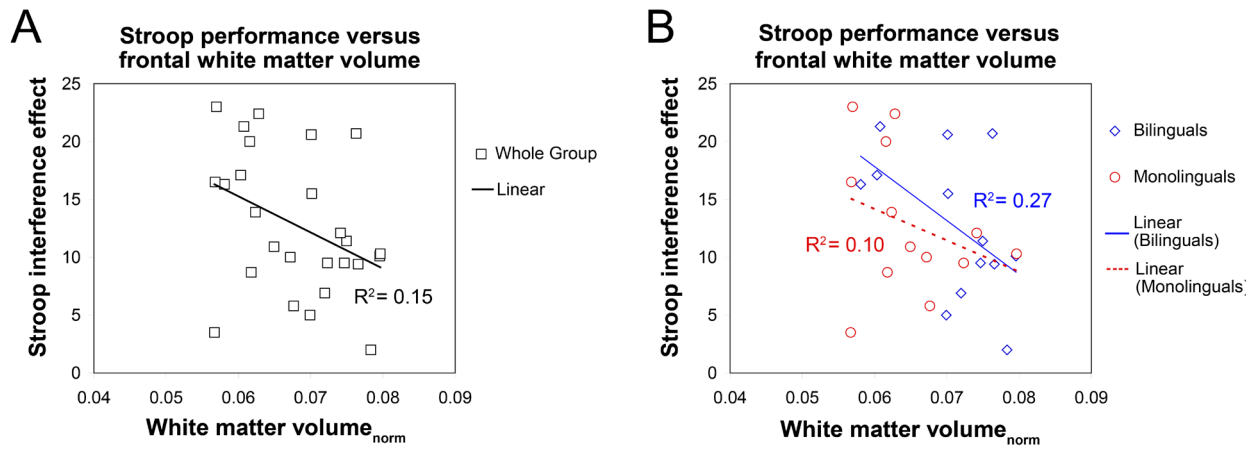 A
Stroop performance versus
frontal white matter volume
Stroop interference effect
25
20
15
10
5
0
0.04 0.05 0.06 0.07 0.08 0.09
White matter volume norm
R²= 0.15
Whole Group
Linear
B
Stroop performance versus
frontal white matter volume
Stroop interference effect
25
20
15
10
5
0
0.04 0.05 0.06 0.07 0.08 0.09
White matter volume norm
R²= 0.27
R²= 0.10
Bilinguals
Monolinguals
Linear
(Bilinguals)
Linear
(Monolinguals)